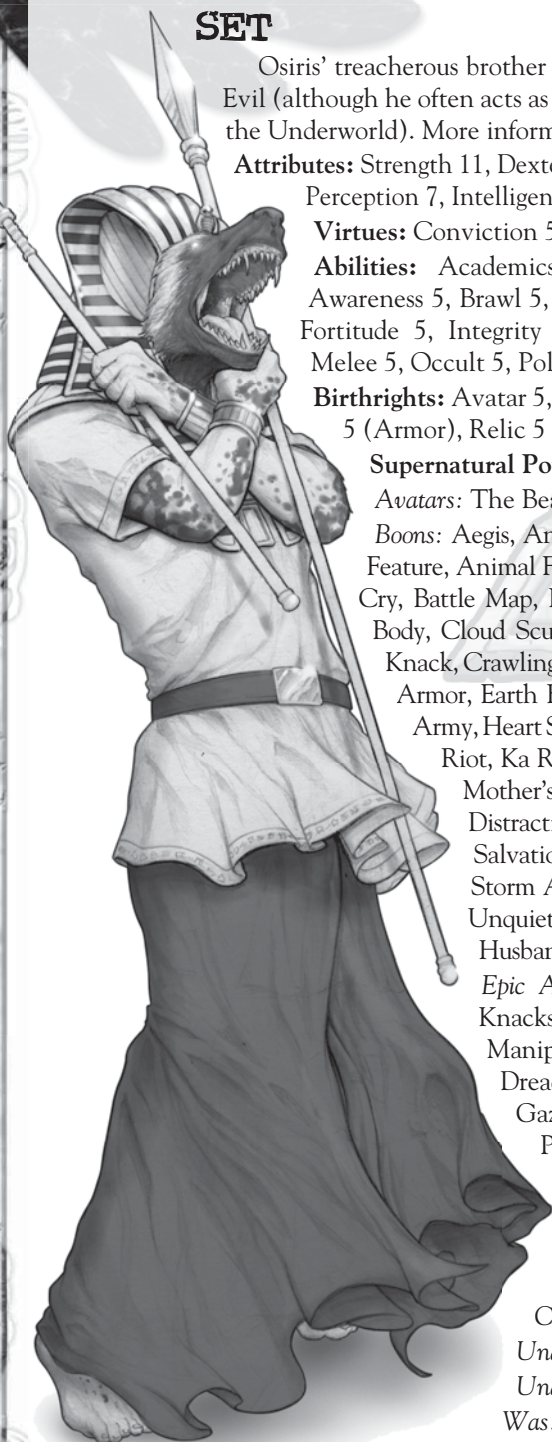 SET
Osiris' treacherous brother
Evil (although he often acts as
the Underworld). More inform
Attributes: Strength 11, Dext
Perception 7, Intelligen
Virtues: Conviction 5
Abilities: Academics
Awareness 5, Brawl 5,
Fortitude 5, Integrity
Melee 5, Occult 5, Pol
Birthrights: Avatar 5,
5 (Armor), Relic 5
Supernatural Po
Avatars: The Bea
Boons: Aegis, An
Feature, Animal F
Cry, Battle Map,
Body, Cloud Scu
Knack, Crawling
Armor, Earth
Army, Heart S
Riot, Ka R
Mother's
Distract
Salvatio
Storm A
Unquiet
Husban
Epic A
Knacks
Manip
Drea
Gaz
P
O
Una
Una
Was